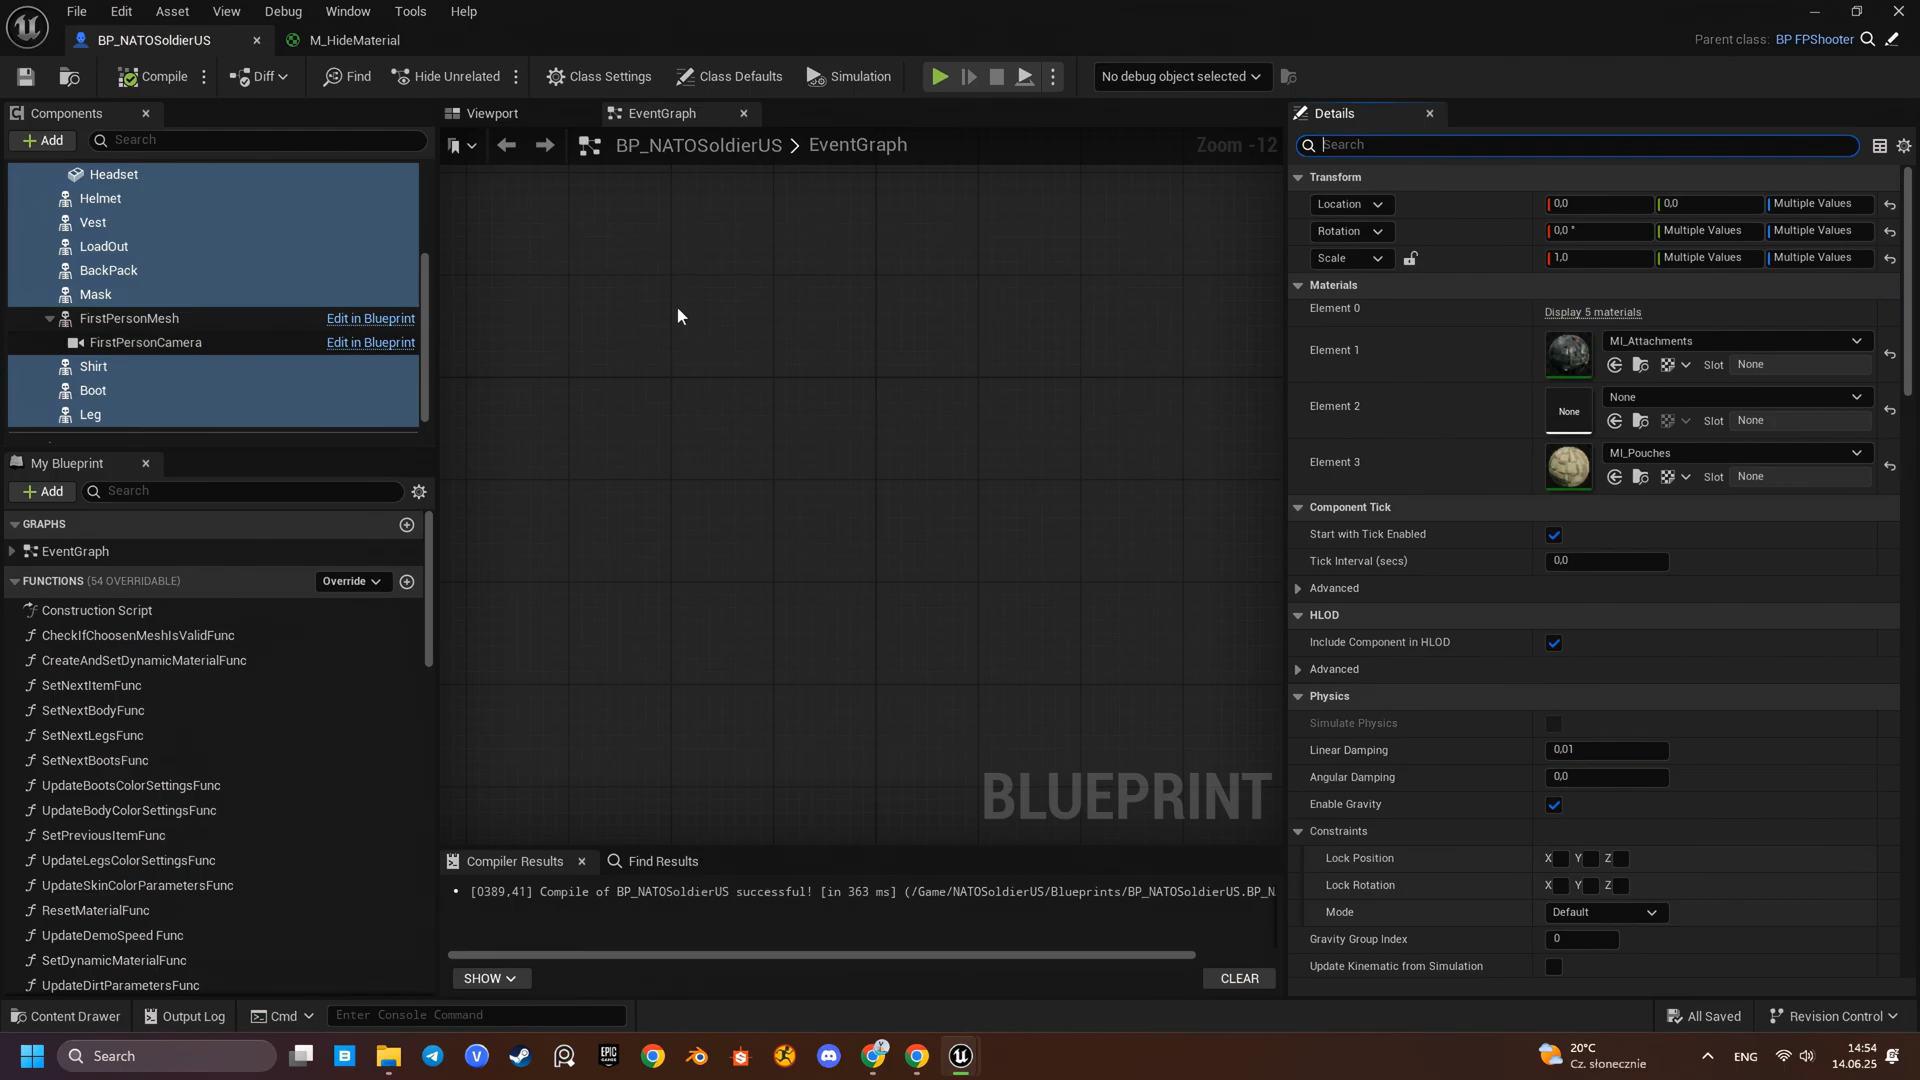 File Edit Asset View Debug Window Tools Help
BP_NATOSoldierUS M_HideMaterial Parent class: BP FPShooter
Compile Diff Find Hide Unrelated Class Settings Class Defaults Simulation No debug object selected
Components
Add Search
Headset
Helmet
Vest
LoadOut
BackPack
Mask
FirstPersonMesh Edit in Blueprint
FirstPersonCamera Edit in Blueprint
Shirt
Boot
Leg
My Blueprint
Add Search
GRAPHS
EventGraph
FUNCTIONS (54 OVERRIDABLE) Override
Construction Script
CheckIfChoosenMeshIsValidFunc
CreateAndSetDynamicMaterialFunc
SetNextItemFunc
SetNextBodyFunc
SetNextLegsFunc
SetNextBootsFunc
UpdateBootsColorSettingsFunc
UpdateBodyColorSettingsFunc
SetPreviousItemFunc
UpdateLegsColorSettingsFunc
UpdateSkinColorParametersFunc
ResetMaterialFunc
UpdateDemoSpeed Func
SetDynamicMaterialFunc
UpdateDirtParametersFunc
Viewport EventGraph
BP_NATOSoldierUS > EventGraph Zoom -12
BLUEPRINT
Compiler Results Find Results
[0389,41] Compile of BP_NATOSoldierUS successful! [in 363 ms] (/Game/NATOSoldierUS/Blueprints/BP_NATOSoldierUS.BP_N
SHOW CLEAR
Details
Search
Transform
Location 0,0 0,0 Multiple Values
Rotation 0,0 ° Multiple Values Multiple Values
Scale 1,0 Multiple Values Multiple Values
Materials
Element 0 Display 5 materials
Element 1 MI_Attachments
Slot None
Element 2 None None
Slot None
Element 3 MI_Pouches
Slot None
Component Tick
Start with Tick Enabled
Tick Interval (secs) 0,0
Advanced
HLOD
Include Component in HLOD
Advanced
Physics
Simulate Physics
Linear Damping 0,01
Angular Damping 0,0
Enable Gravity
Constraints
Lock Position X Y Z
Lock Rotation X Y Z
Mode Default
Gravity Group Index 0
Update Kinematic from Simulation
Content Drawer Output Log Cmd Enter Console Command All Saved Revision Control
Search EPIC GAMES 20°C Cz. słonecznie ENG 14:54 14.06.25